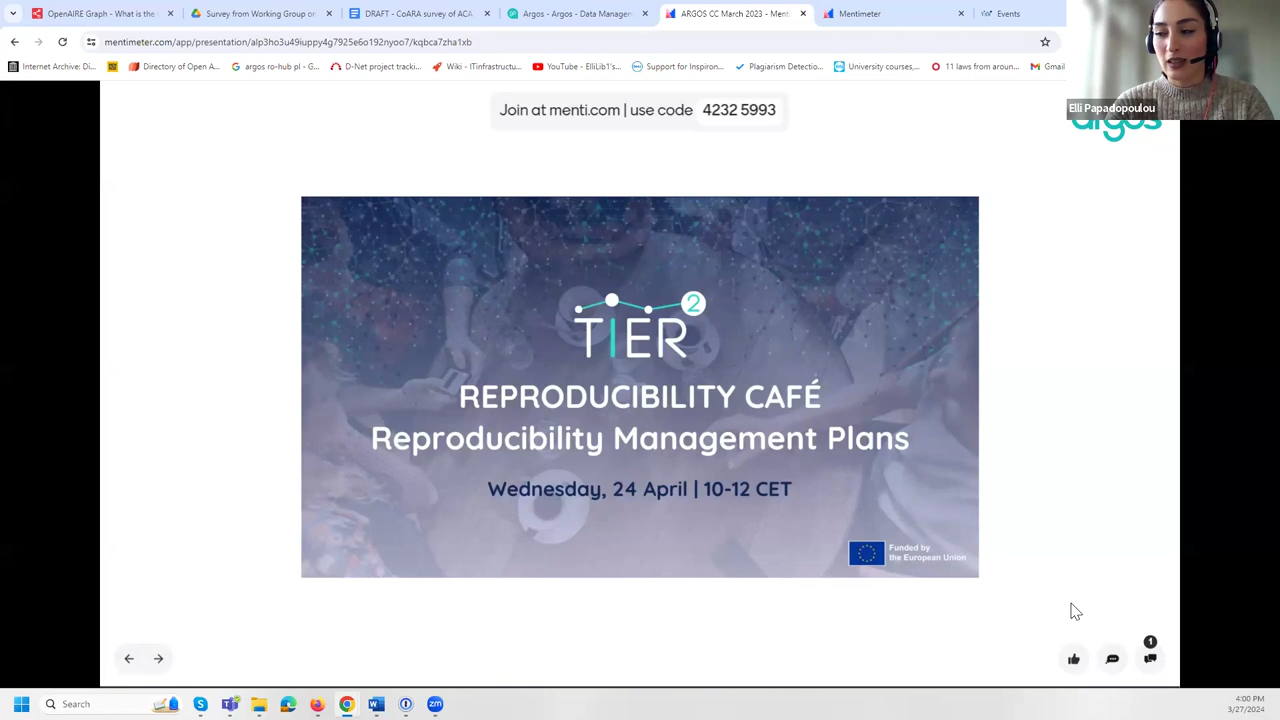 OpenAIRE Graph - What is the
Survey from Working Group on
DRAFT - CoARA survey of ACA
Argos - Argos - Data Manager
ARGOS CC March 2023 - Ment
Mentimeter
Events
mentimeter.com/app/presentation/alp3ho3u49iuppy4g7925e6o192nyoo7/kqbca7zha1xb
Internet Archive: Di...
Directory of Open A...
argos ro-hub pl - G...
D-Net project tracki...
Wiki - ITinfrastructu...
YouTube - ElliLib1's...
Support for Inspiron...
Plagiarism Detectio...
University courses,...
11 laws from aroun...
Gmail
Elli Papadopoulou
argos
Join at menti.com | use code 4232 5993
TIER 2
REPRODUCIBILITY CAFÉ
Reproducibility Management Plans
Wednesday, 24 April | 10-12 CET
Funded by
the European Union
1
Search
4:00 PM
3/27/2024